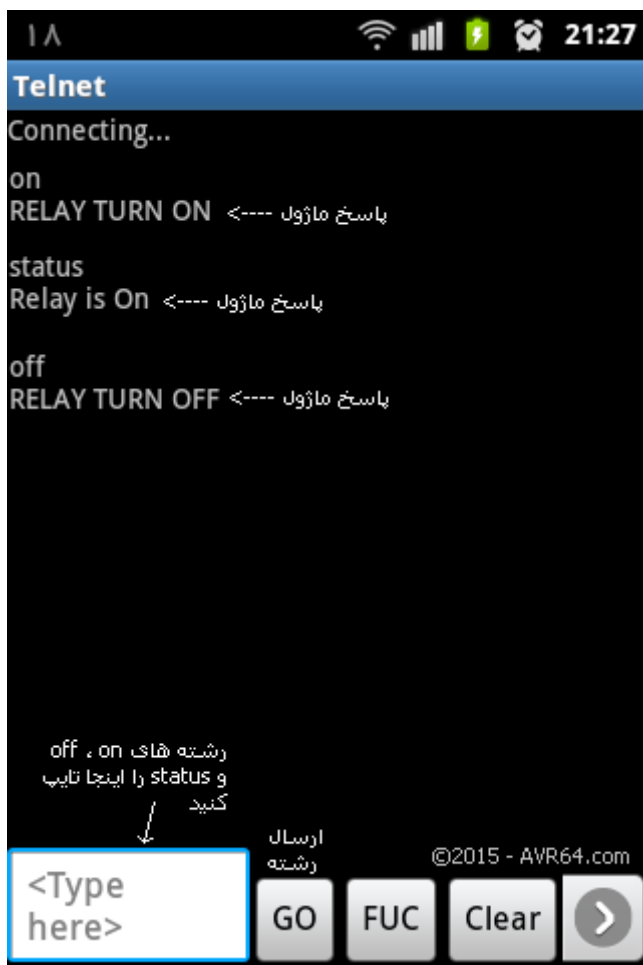 ۱۸ 21:27
Telnet
Connecting...
on
RELAY TURN ON <---- پاسخ ماژول
status
Relay is On <---- پاسخ ماژول
off
RELAY TURN OFF <---- پاسخ ماژول
رشته های on ، off
و status را اینجا تایپ
کنید
ارسال
رشته
©2015 - AVR64.com
<Type
here>
GO FUC Clear